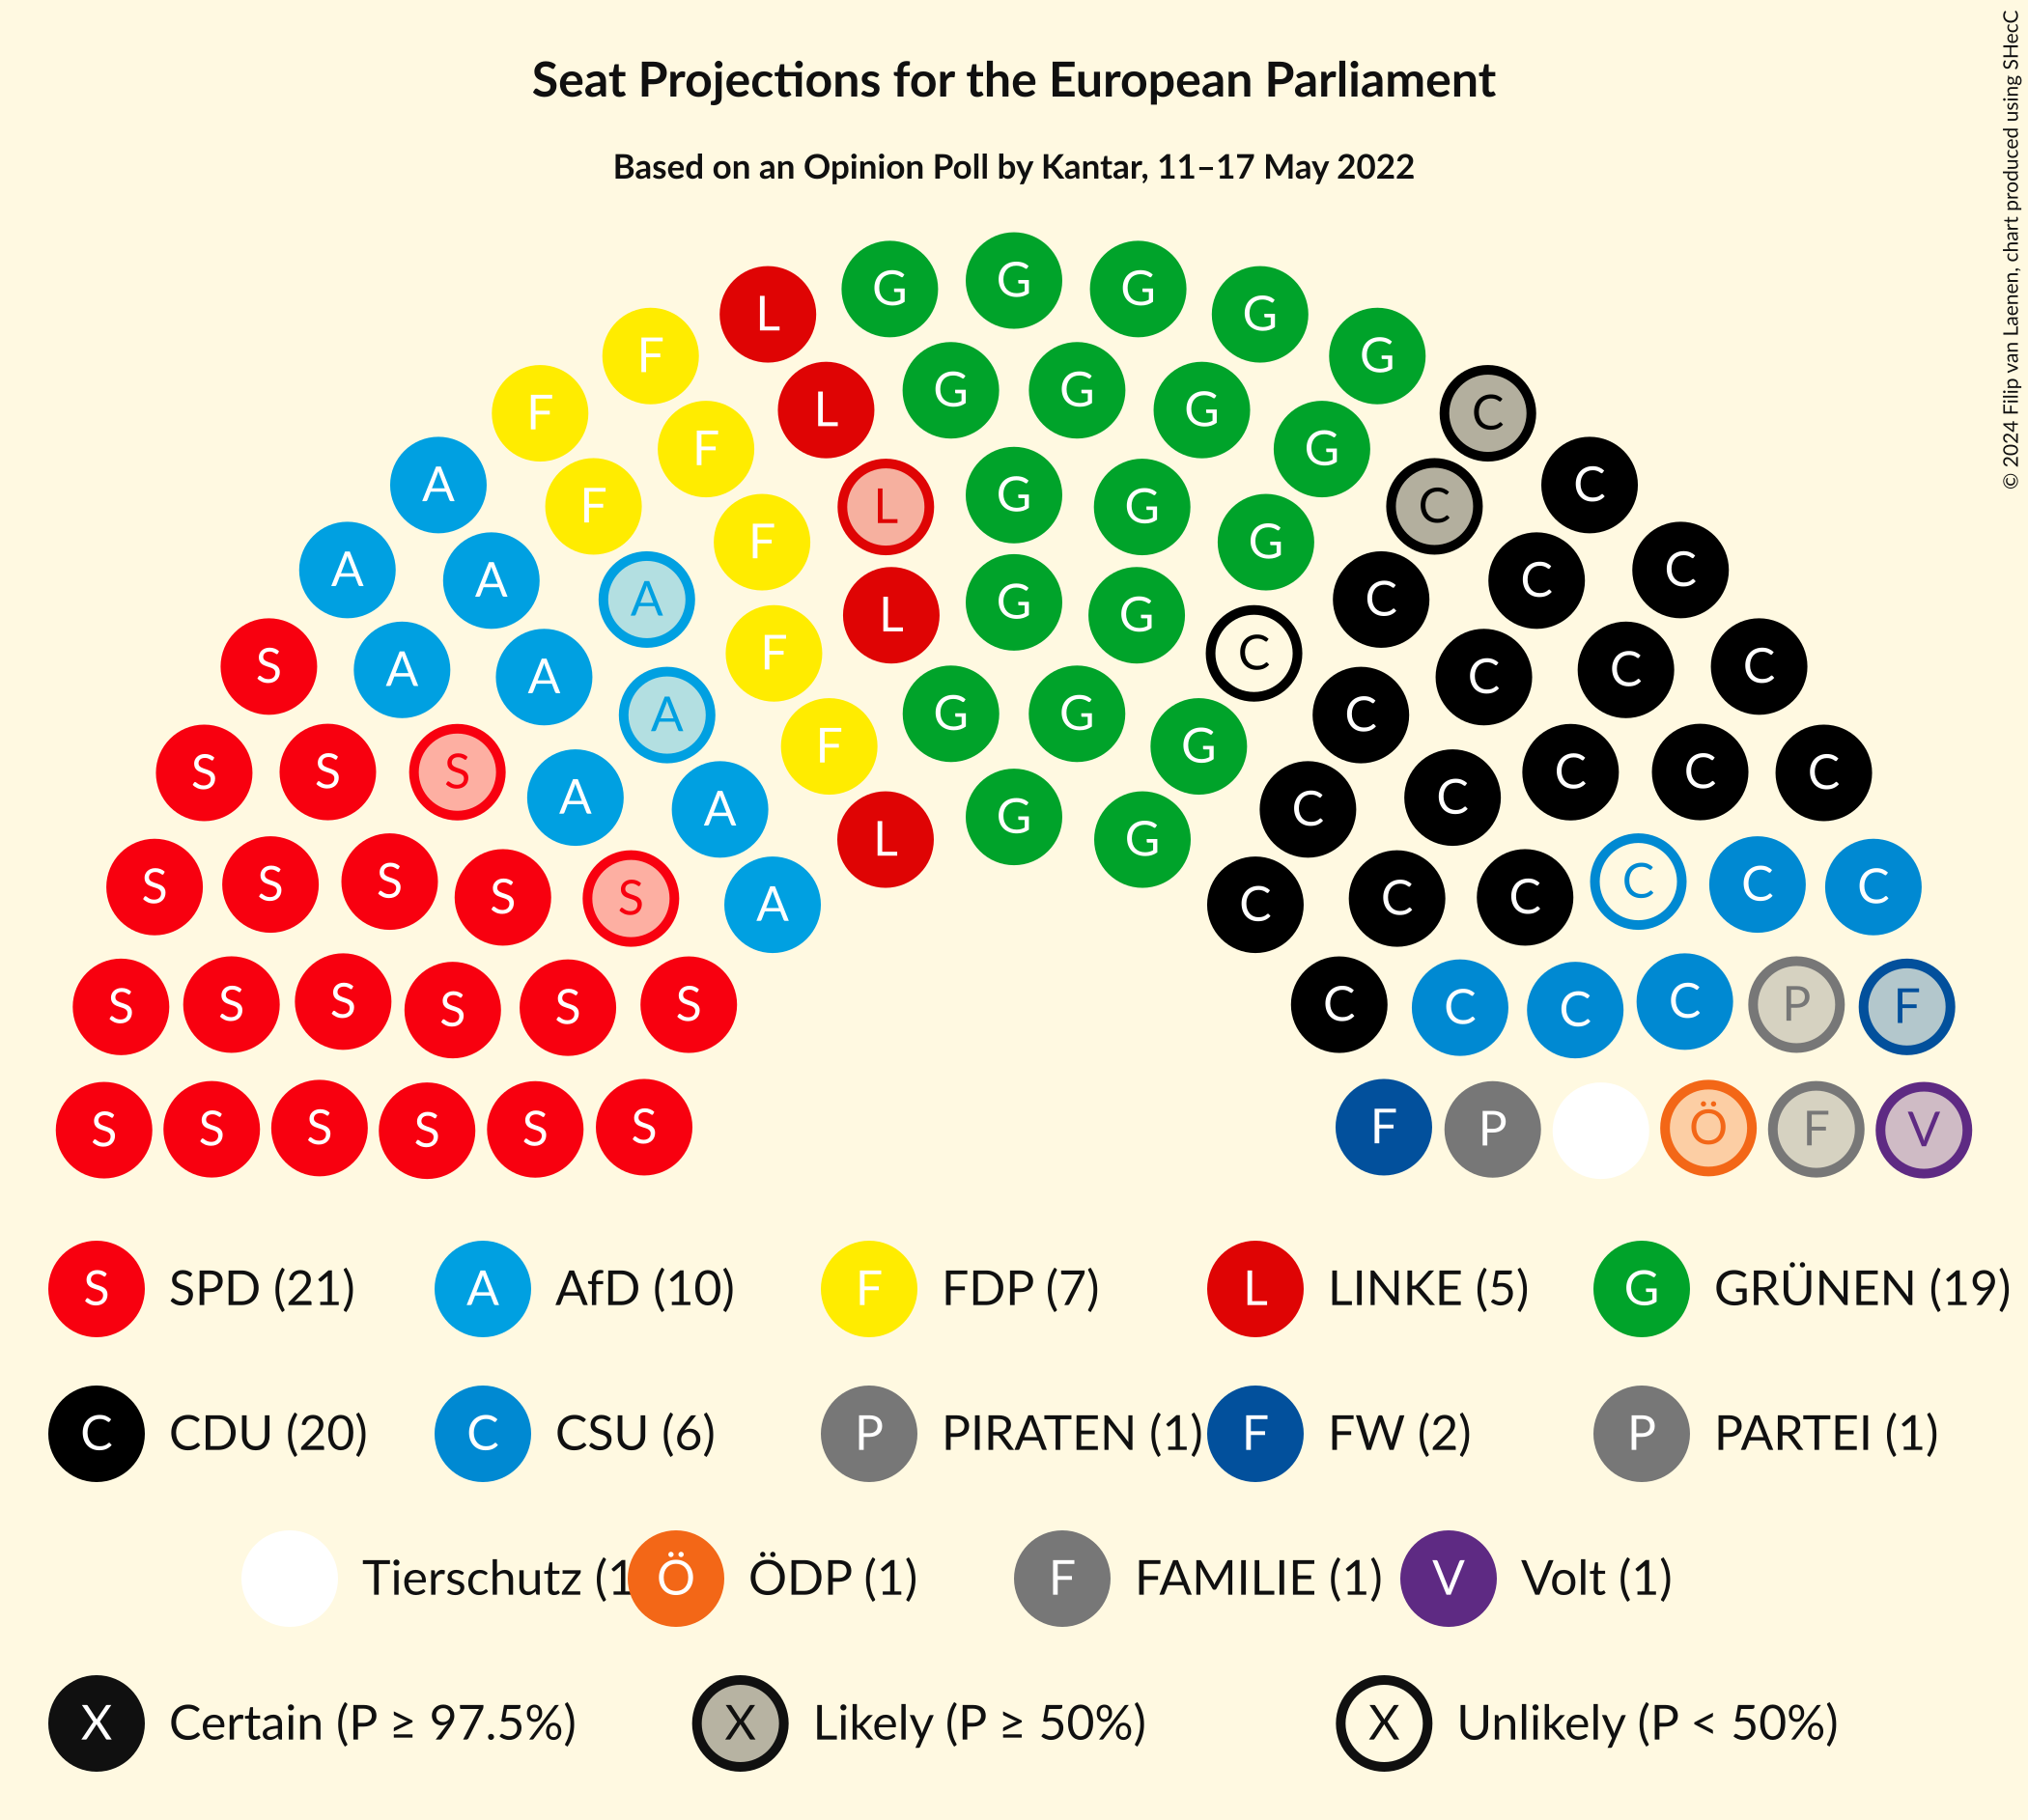 Seat Projections for the European Parliament
Based on an Opinion Poll by Kantar, 11–17 May 2022
© 2024 Filip van Laenen, chart produced using SHecC
G G G
L G
F G
G G
L G
F C
F G
A C
L G G
F C
F G
A C
A A C C
F G
L G G
A C
F C
S A A C C C
G G
A C
F G
S S S A C C C C
A C
G
L G
S S S S S A C C C C C C
S S S S S S C C C C P F
S S S S S S F P Ö F V
S SPD (21) A AfD (10) F FDP (7) L LINKE (5) G GRÜNEN (19)
C CDU (20) C CSU (6) P PIRATEN (1) F FW (2) P PARTEI (1)
Tierschutz (1 Ö ÖDP (1) F FAMILIE (1) V Volt (1)
X Certain (P ≥ 97.5%) X Likely (P ≥ 50%) X Unlikely (P < 50%)